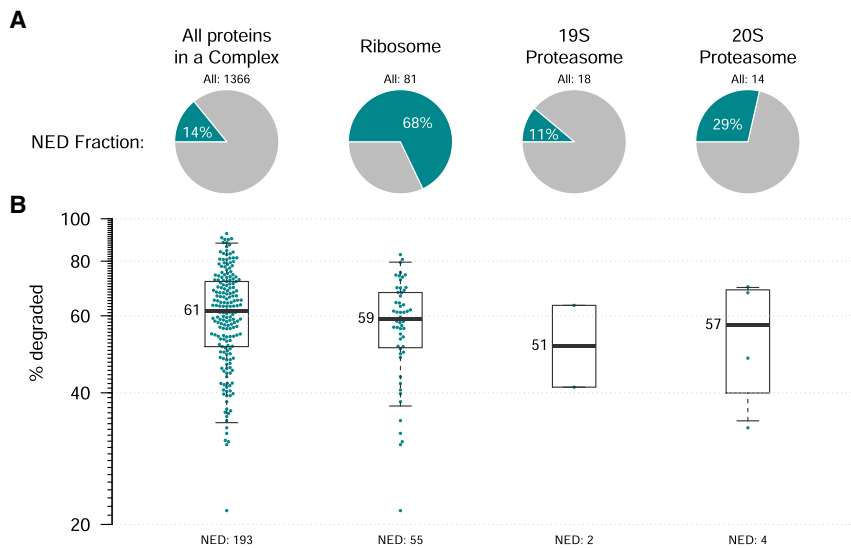 A
All proteins
in a Complex
All: 1366
Ribosome
All: 81
19S
Proteasome
All: 18
20S
Proteasome
All: 14
NED Fraction:
14%
68%
11%
29%
B
% degraded
100
80
60
40
20
61
59
51
57
NED: 193
NED: 55
NED: 2
NED: 4